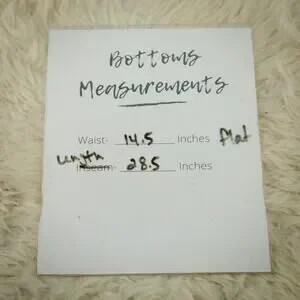 Bottoms
Measurements
Waist- 14.5 Inches flat
Length
Inseam- 28.5 Inches